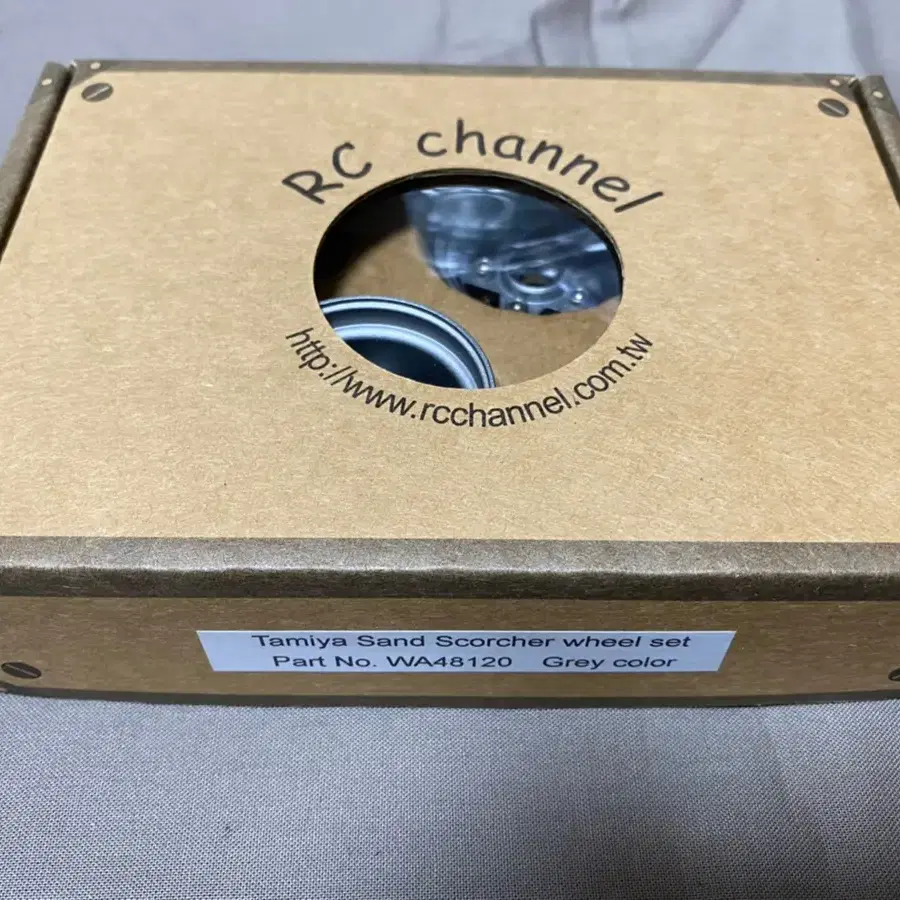 RC channel
http://www.rcchannel.com.tw
Tamiya Sand Scorcher wheel set
Part No. WA48120 Grey color